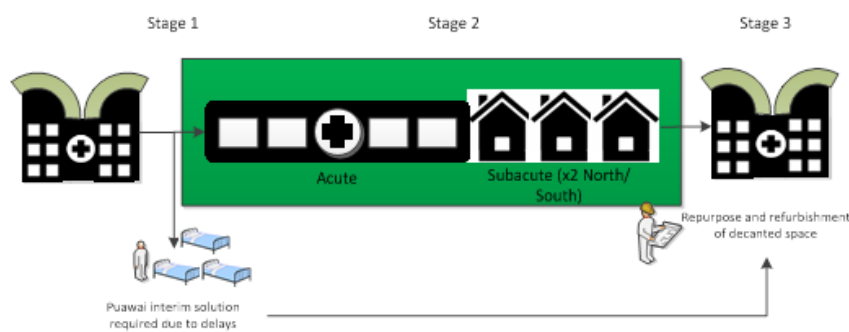 Stage 1
Stage 2
Stage 3
Acute
Subacute (x2 North/
South)
Repurpose and refurbishment
of decanted space
Puawai interim solution
required due to delays